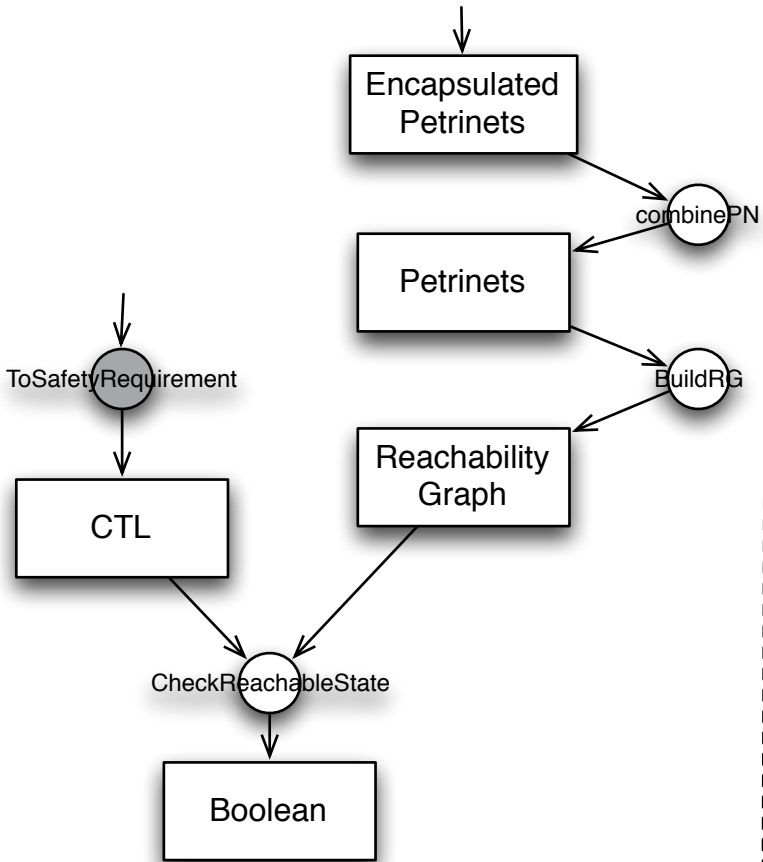 Encapsulated
Petrinets
combinePN
Petrinets
ToSafetyRequirement
BuildRG
Reachability
Graph
CTL
CheckReachableState
Boolean